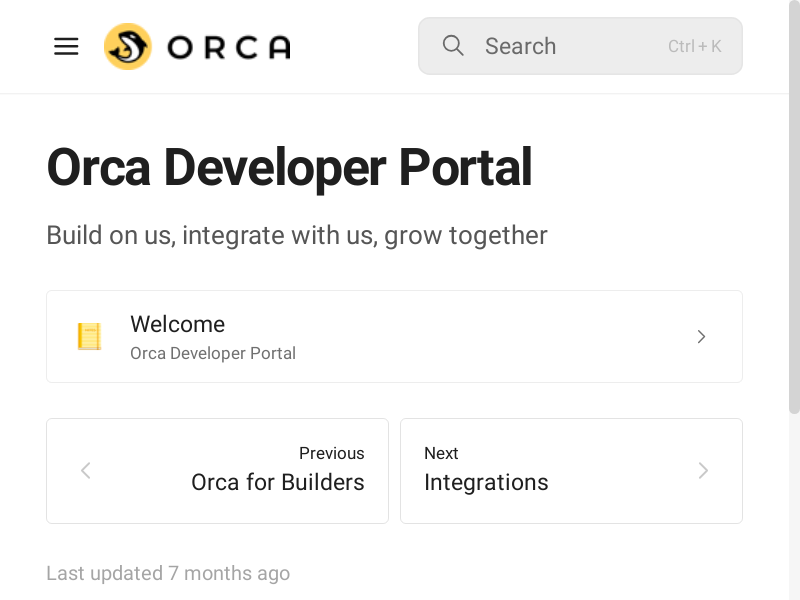 ORCA
Search
Ctrl + K
Orca Developer Portal
Build on us, integrate with us, grow together
Welcome
Orca Developer Portal
Previous
Orca for Builders
Next
Integrations
Last updated 7 months ago